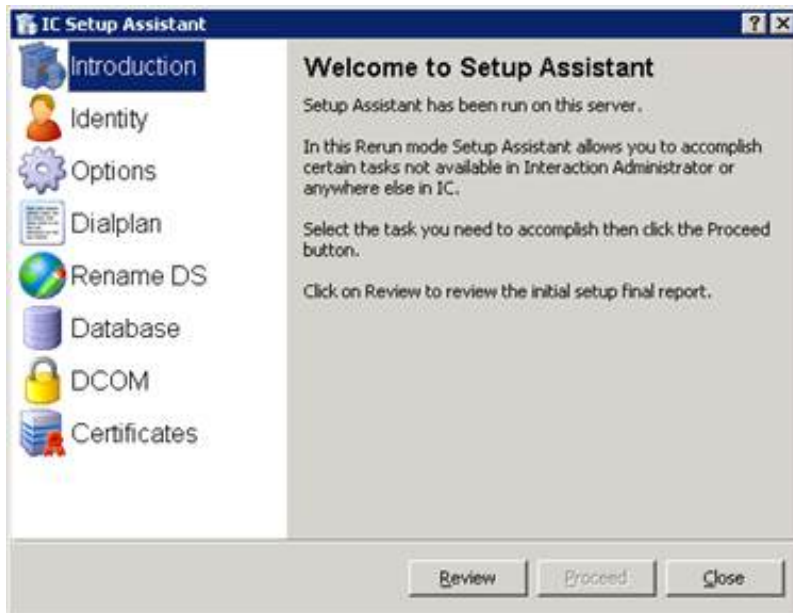 IC Setup Assistant
Introduction
Identity
Options
Dialplan
Rename DS
Database
DCOM
Certificates
Welcome to Setup Assistant
Setup Assistant has been run on this server.
In this Rerun mode Setup Assistant allows you to accomplish
certain tasks not available in Interaction Administrator or
anywhere else in IC.
Select the task you need to accomplish then click the Proceed
button.
Click on Review to review the initial setup final report.
Review
Proceed
Close